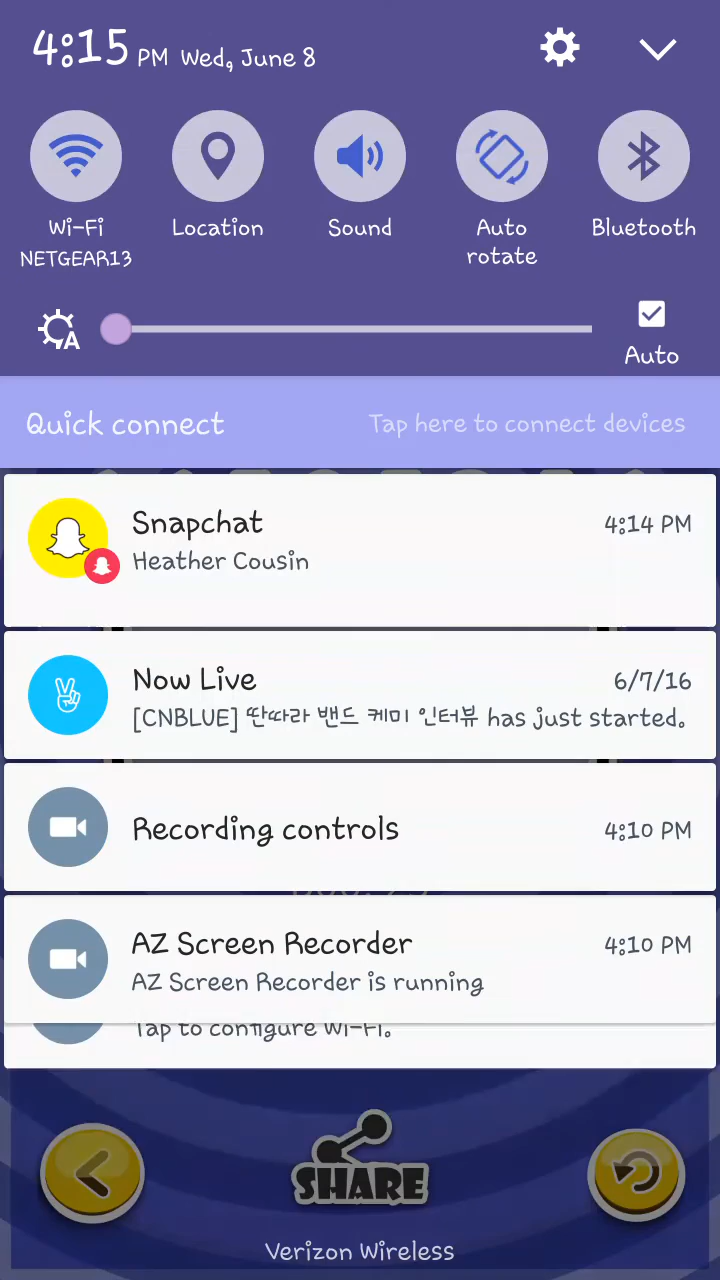 4:15 PM Wed, June 8
Wi-Fi
NETGEAR13
Location
Sound
Auto
rotate
Bluetooth
A
Auto
Quick connect
Tap here to connect devices
Snapchat
4:14 PM
Heather Cousin
Now Live
6/7/16
[CNBLUE] 딴따라 밴드 케미 인터뷰 has just started.
Recording controls
4:10 PM
AZ Screen Recorder
4:10 PM
AZ Screen Recorder is running
Tap to configure Wi-Fi.
SHARE
Verizon Wireless